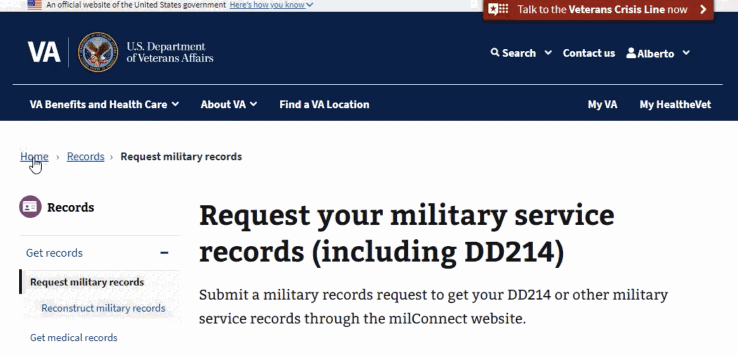 An official website of the United States government Here's how you know
Talk to the Veterans Crisis Line now
VA
U.S. Department
of Veterans Affairs
Search Contact us Alberto
VA Benefits and Health Care About VA Find a VA Location My VA My HealtheVet
Home › Records › Request military records
Records
Request your military service
records (including DD214)
Get records
Request military records
Reconstruct military records
Get medical records
Submit a military records request to get your DD214 or other military
service records through the milConnect website.